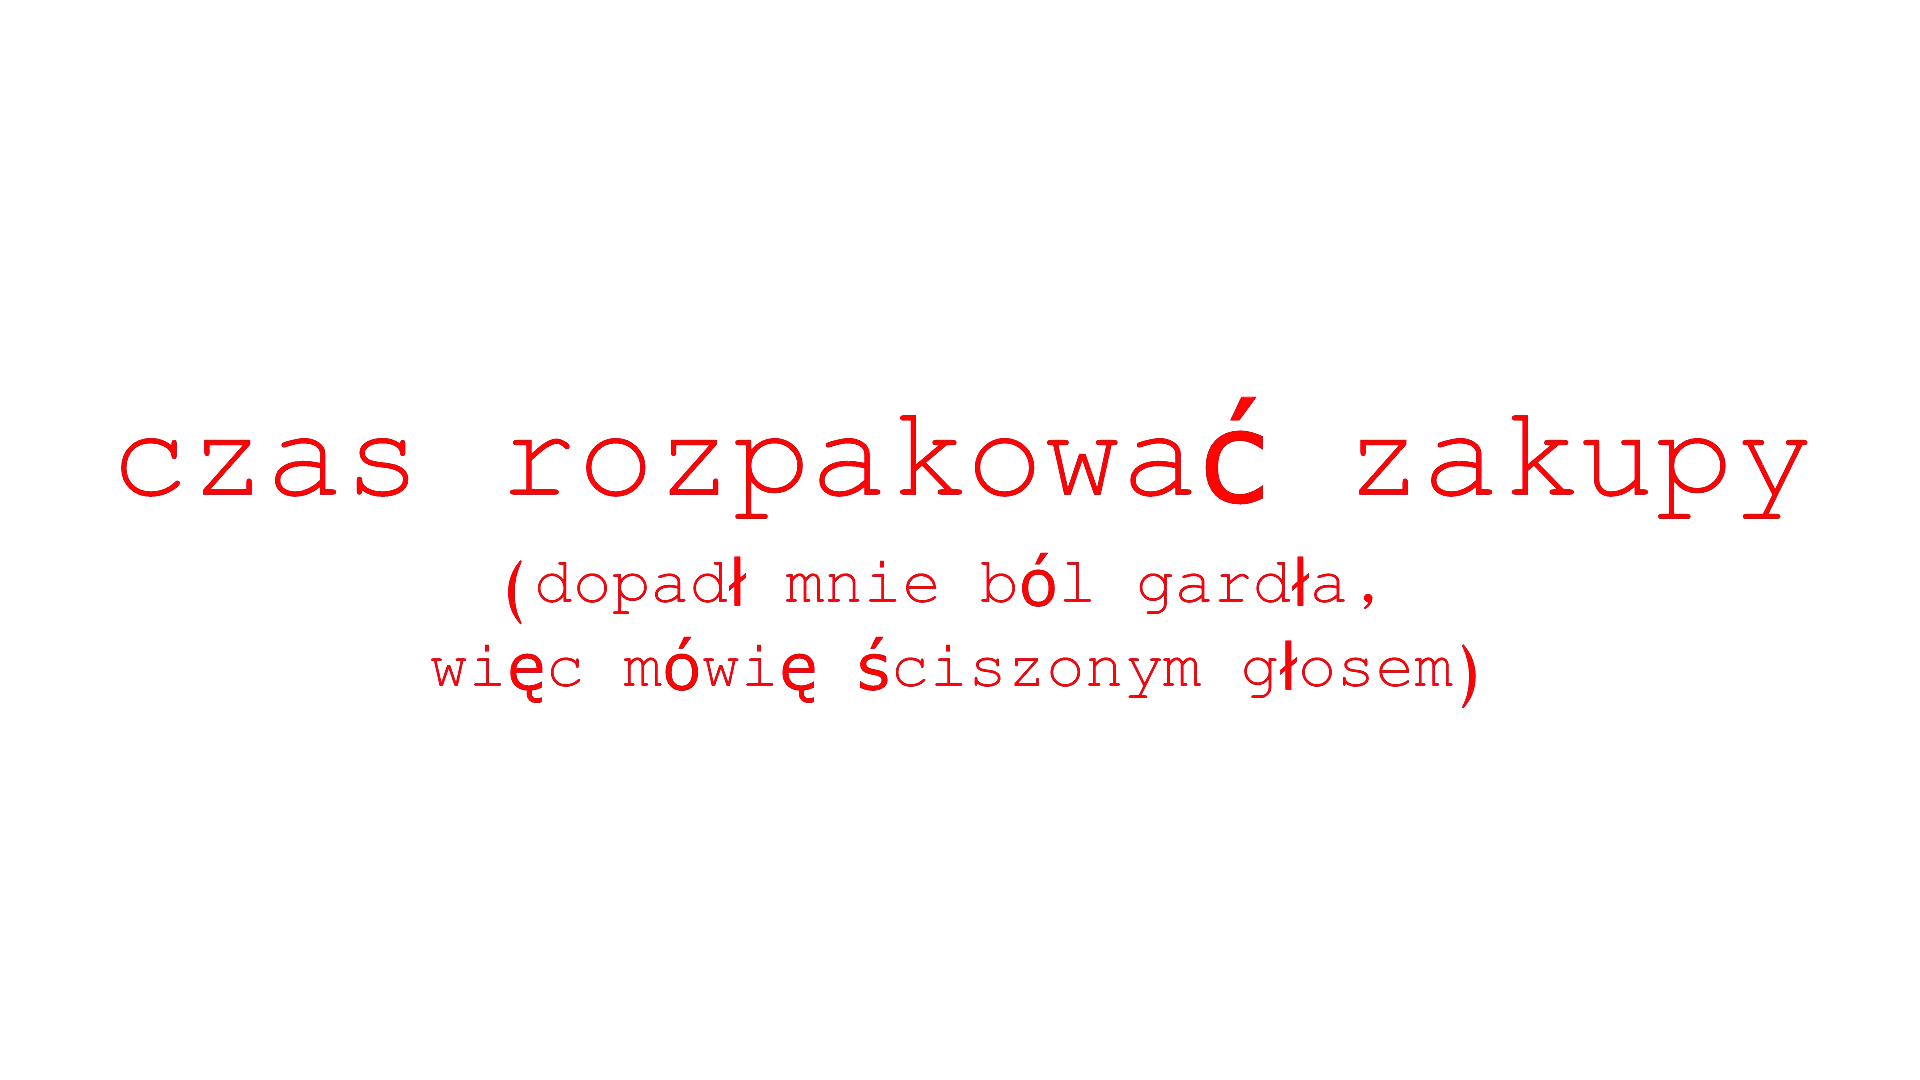 czas rozpakować zakupy
(dopadł mnie ból gardła,
więc mówię ściszonym głosem)